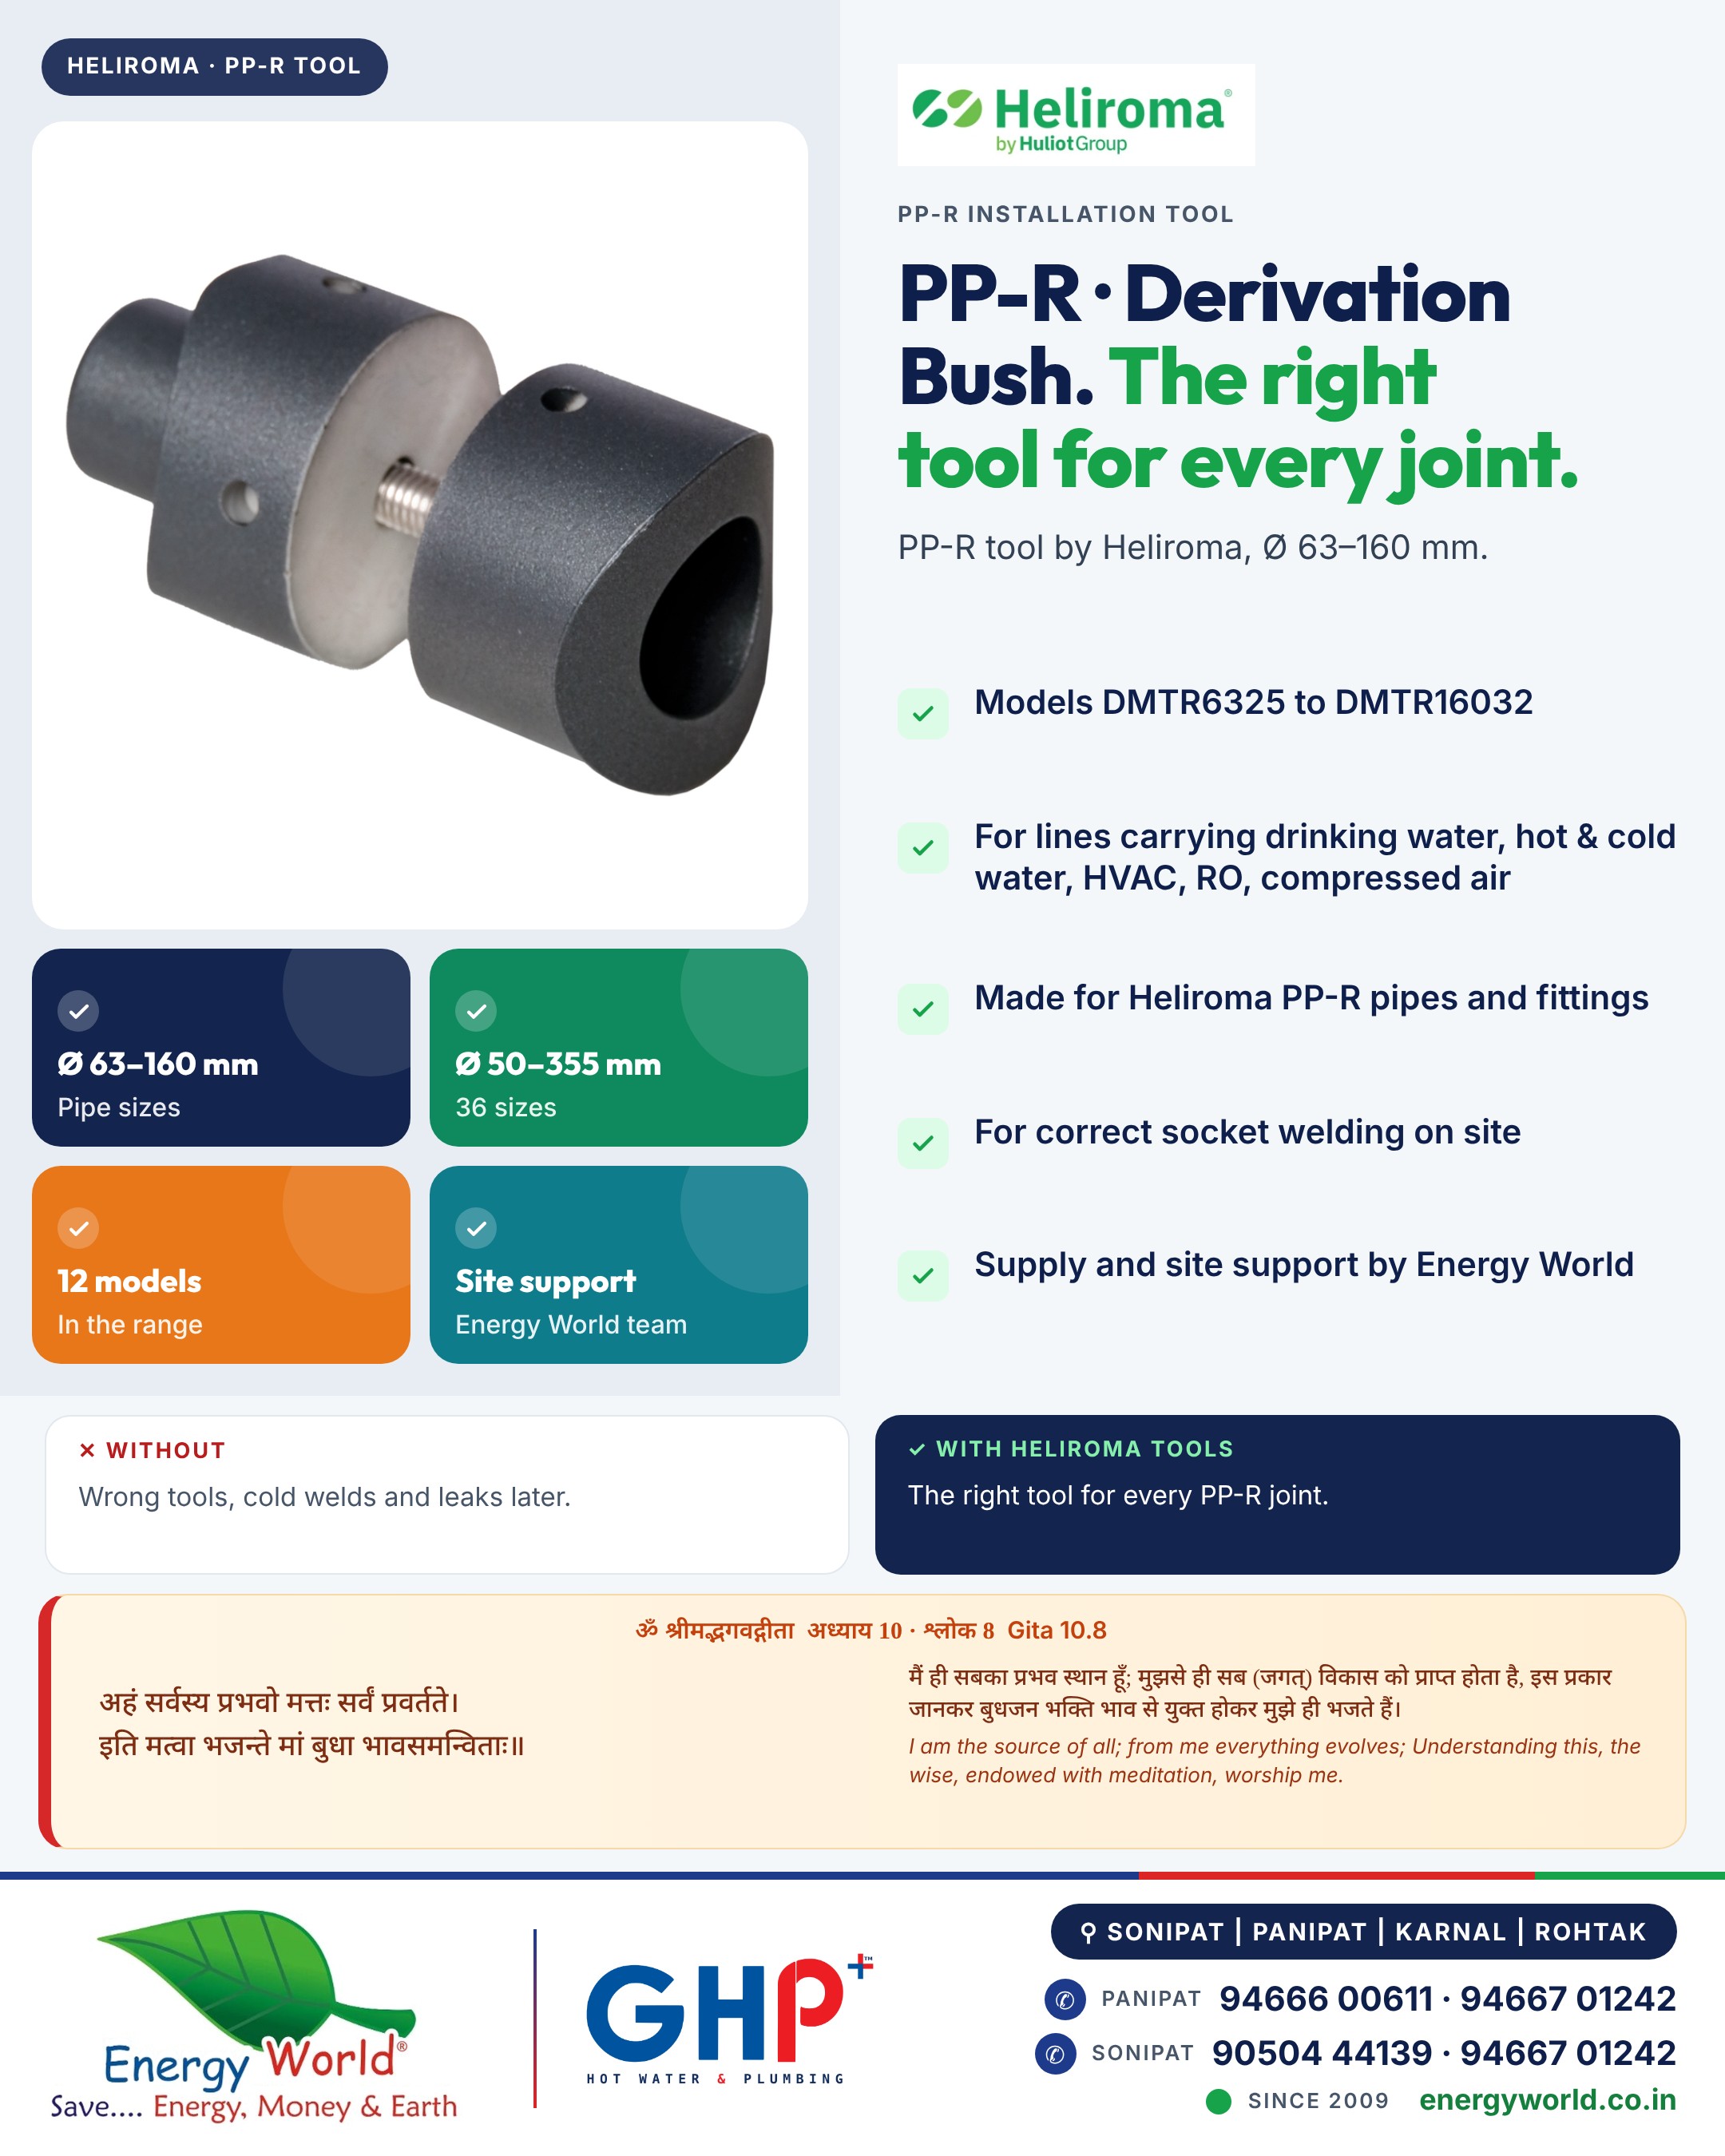 HELIROMA · PP-R TOOL
Heliroma®
by HuliotGroup
PP-R INSTALLATION TOOL
PP-R · Derivation
Bush. The right
tool for every joint.
PP-R tool by Heliroma, Ø 63–160 mm.
✓ Models DMTR6325 to DMTR16032
✓ For lines carrying drinking water, hot & cold
water, HVAC, RO, compressed air
✓ Made for Heliroma PP-R pipes and fittings
✓ For correct socket welding on site
✓ Supply and site support by Energy World
✓
Ø 63–160 mm
Pipe sizes
✓
Ø 50–355 mm
36 sizes
✓
12 models
In the range
✓
Site support
Energy World team
✕ WITHOUT
Wrong tools, cold welds and leaks later.
✓ WITH HELIROMA TOOLS
The right tool for every PP-R joint.
ॐ श्रीमद्भगवद्गीता अध्याय 10 · श्लोक 8 Gita 10.8
अहं सर्वस्य प्रभवो मत्तः सर्वं प्रवर्तते।
इति मत्वा भजन्ते मां बुधा भावसमन्विताः॥
मैं ही सबका प्रभव स्थान हूँ; मुझसे ही सब (जगत्) विकास को प्राप्त होता है, इस प्रकार
जानकर बुधजन भक्ति भाव से युक्त होकर मुझे ही भजते हैं।
I am the source of all; from me everything evolves; Understanding this, the
wise, endowed with meditation, worship me.
Energy World®
Save.... Energy, Money & Earth
GHP+™
HOT WATER & PLUMBING
SONIPAT | PANIPAT | KARNAL | ROHTAK
✆ PANIPAT 94666 00611 · 94667 01242
✆ SONIPAT 90504 44139 · 94667 01242
SINCE 2009 energyworld.co.in